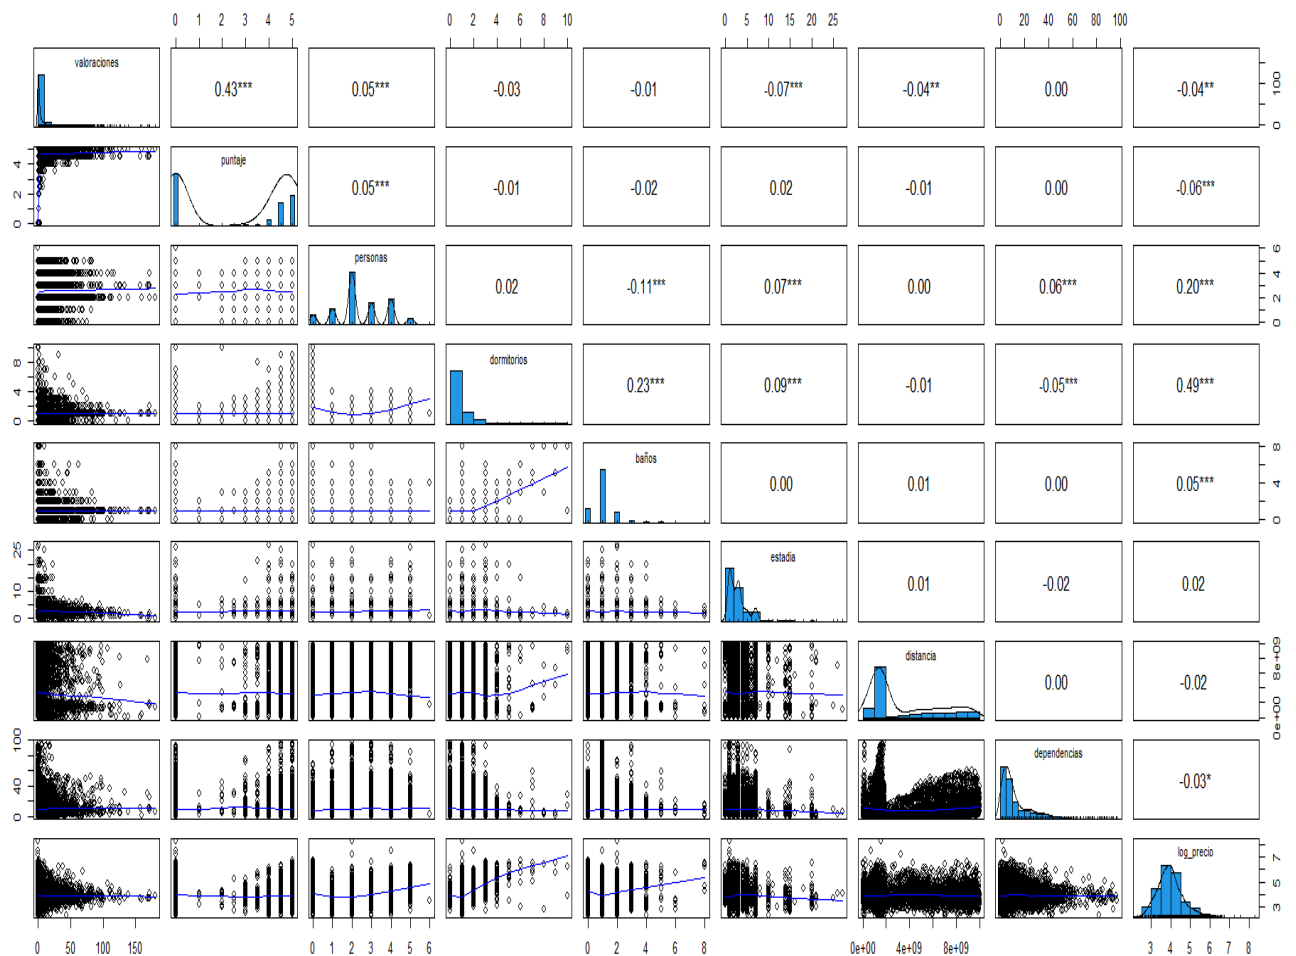 0 1 2 3 4 5 0 2 4 6 8 10 0 5 10 15 20 25 0 20 40 60 80 100
valoraciones 0.43*** 0.05*** -0.03 -0.01 -0.07*** -0.04** 0.00 -0.04** 0 100
0 2 4 puntaje 0.05*** -0.01 -0.02 0.02 -0.01 0.00 -0.06***
personas 0.02 -0.11*** 0.07*** 0.00 0.06*** 0.20*** 0 2 4 6
0 4 8 dormitorios 0.23*** 0.09*** -0.01 -0.05*** 0.49***
baños 0.00 0.01 0.00 0.05*** 0 4 8
0 10 25 estadia 0.01 -0.02 0.02
distancia 0.00 -0.02 0e+00 8e+09
0 40 100 dependencias -0.03*
log_precio 3 5 7
0 50 100 150 0 1 2 3 4 5 6 0 2 4 6 8 0e+00 4e+09 8e+09 3 4 5 6 7 8